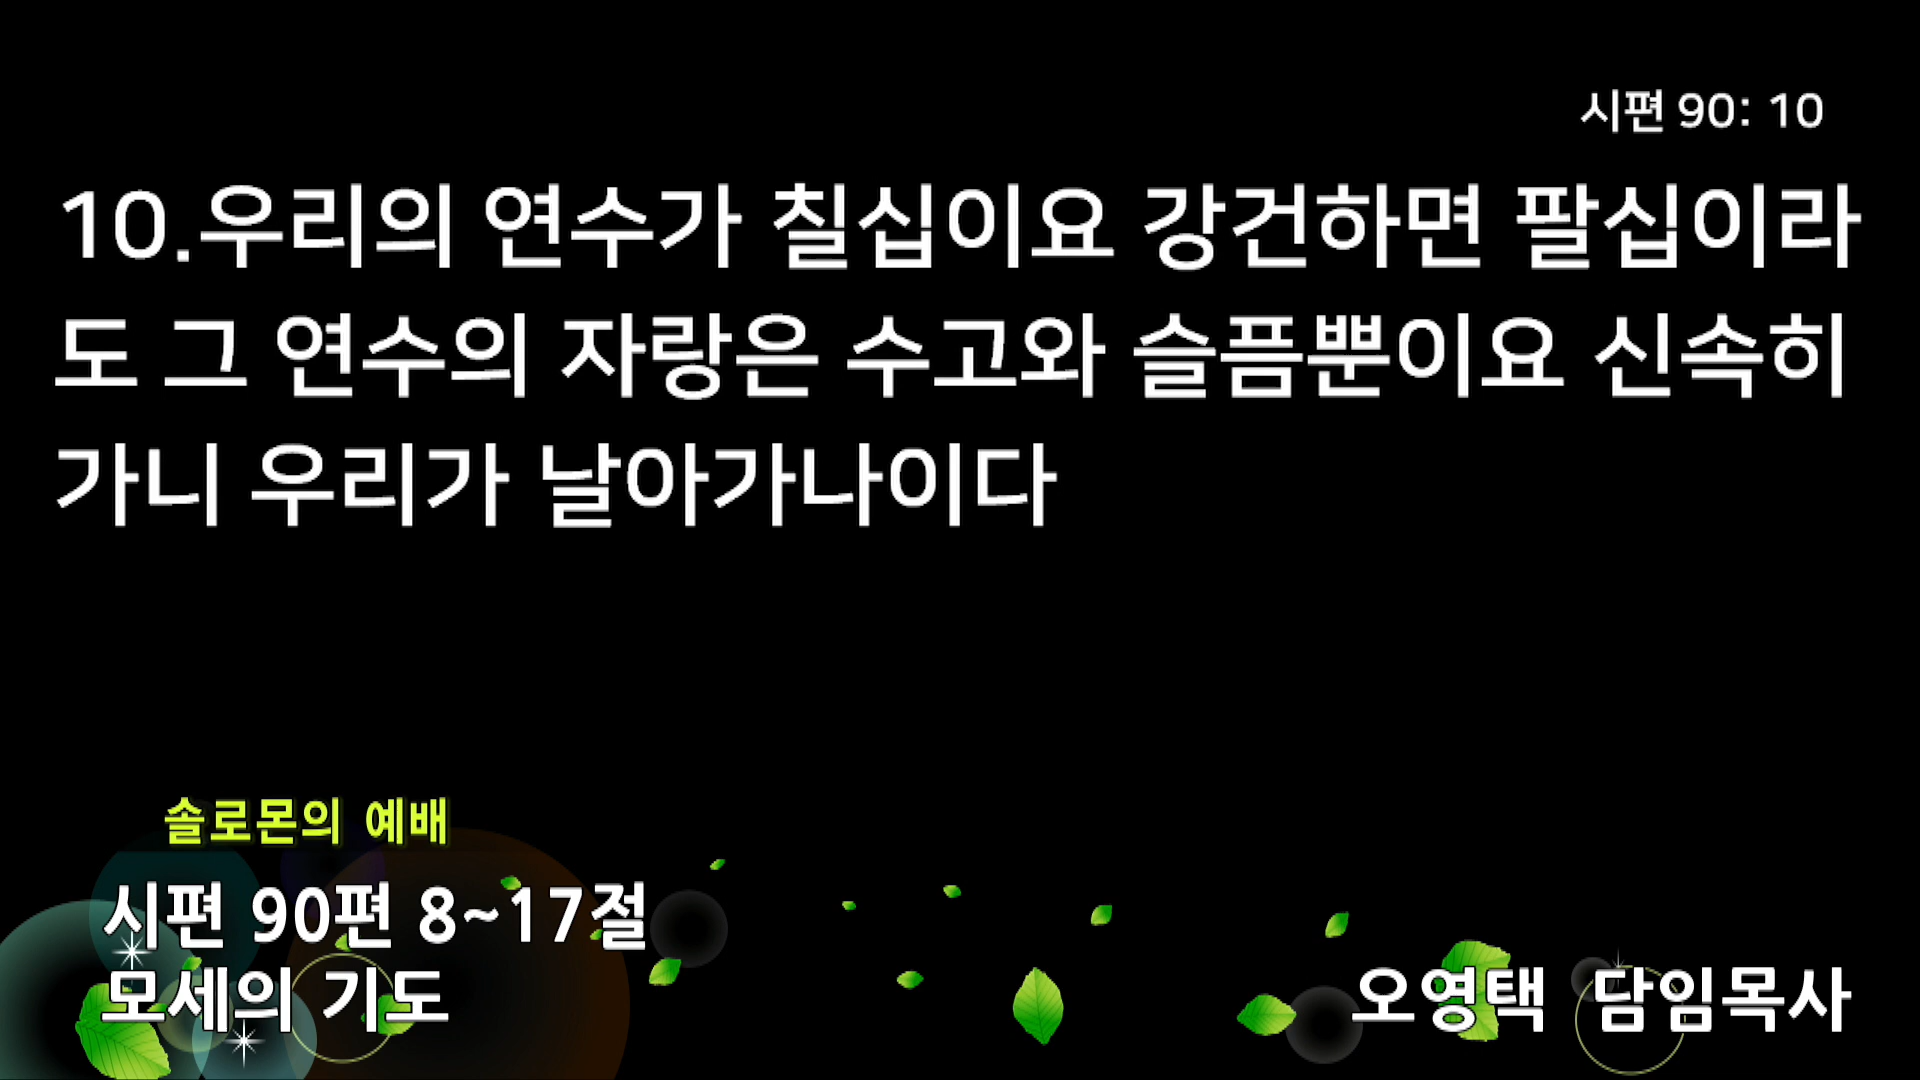 시편 90: 10
10.우리의 연수가 칠십이요 강건하면 팔십이라
도 그 연수의 자랑은 수고와 슬픔뿐이요 신속히
가니 우리가 날아가나이다
솔로몬의 예배
시편 90편 8~17절
모세의 기도
오영택 담임목사